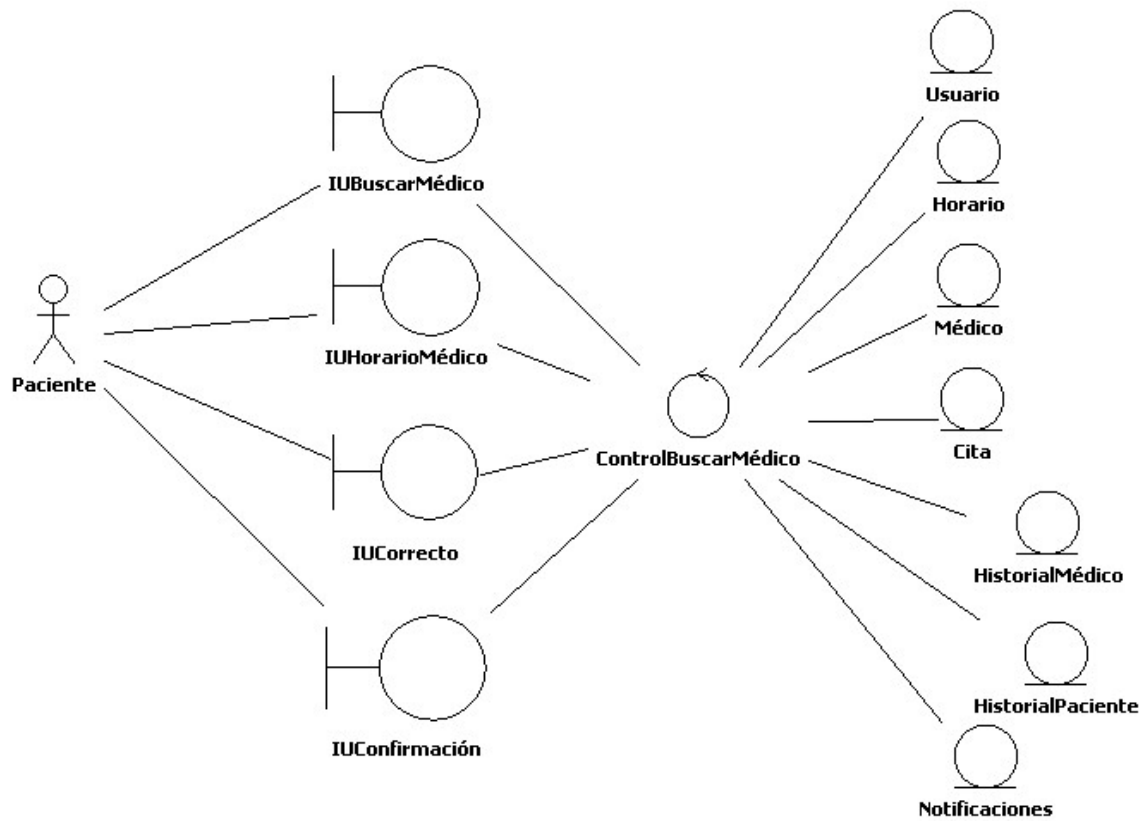 Usuario
IUBuscarMédico
Horario
Médico
IUHorarioMédico
Paciente
Cita
ControlBuscarMédico
IUCorrecto
HistorialMédico
HistorialPaciente
IUConfirmación
Notificaciones